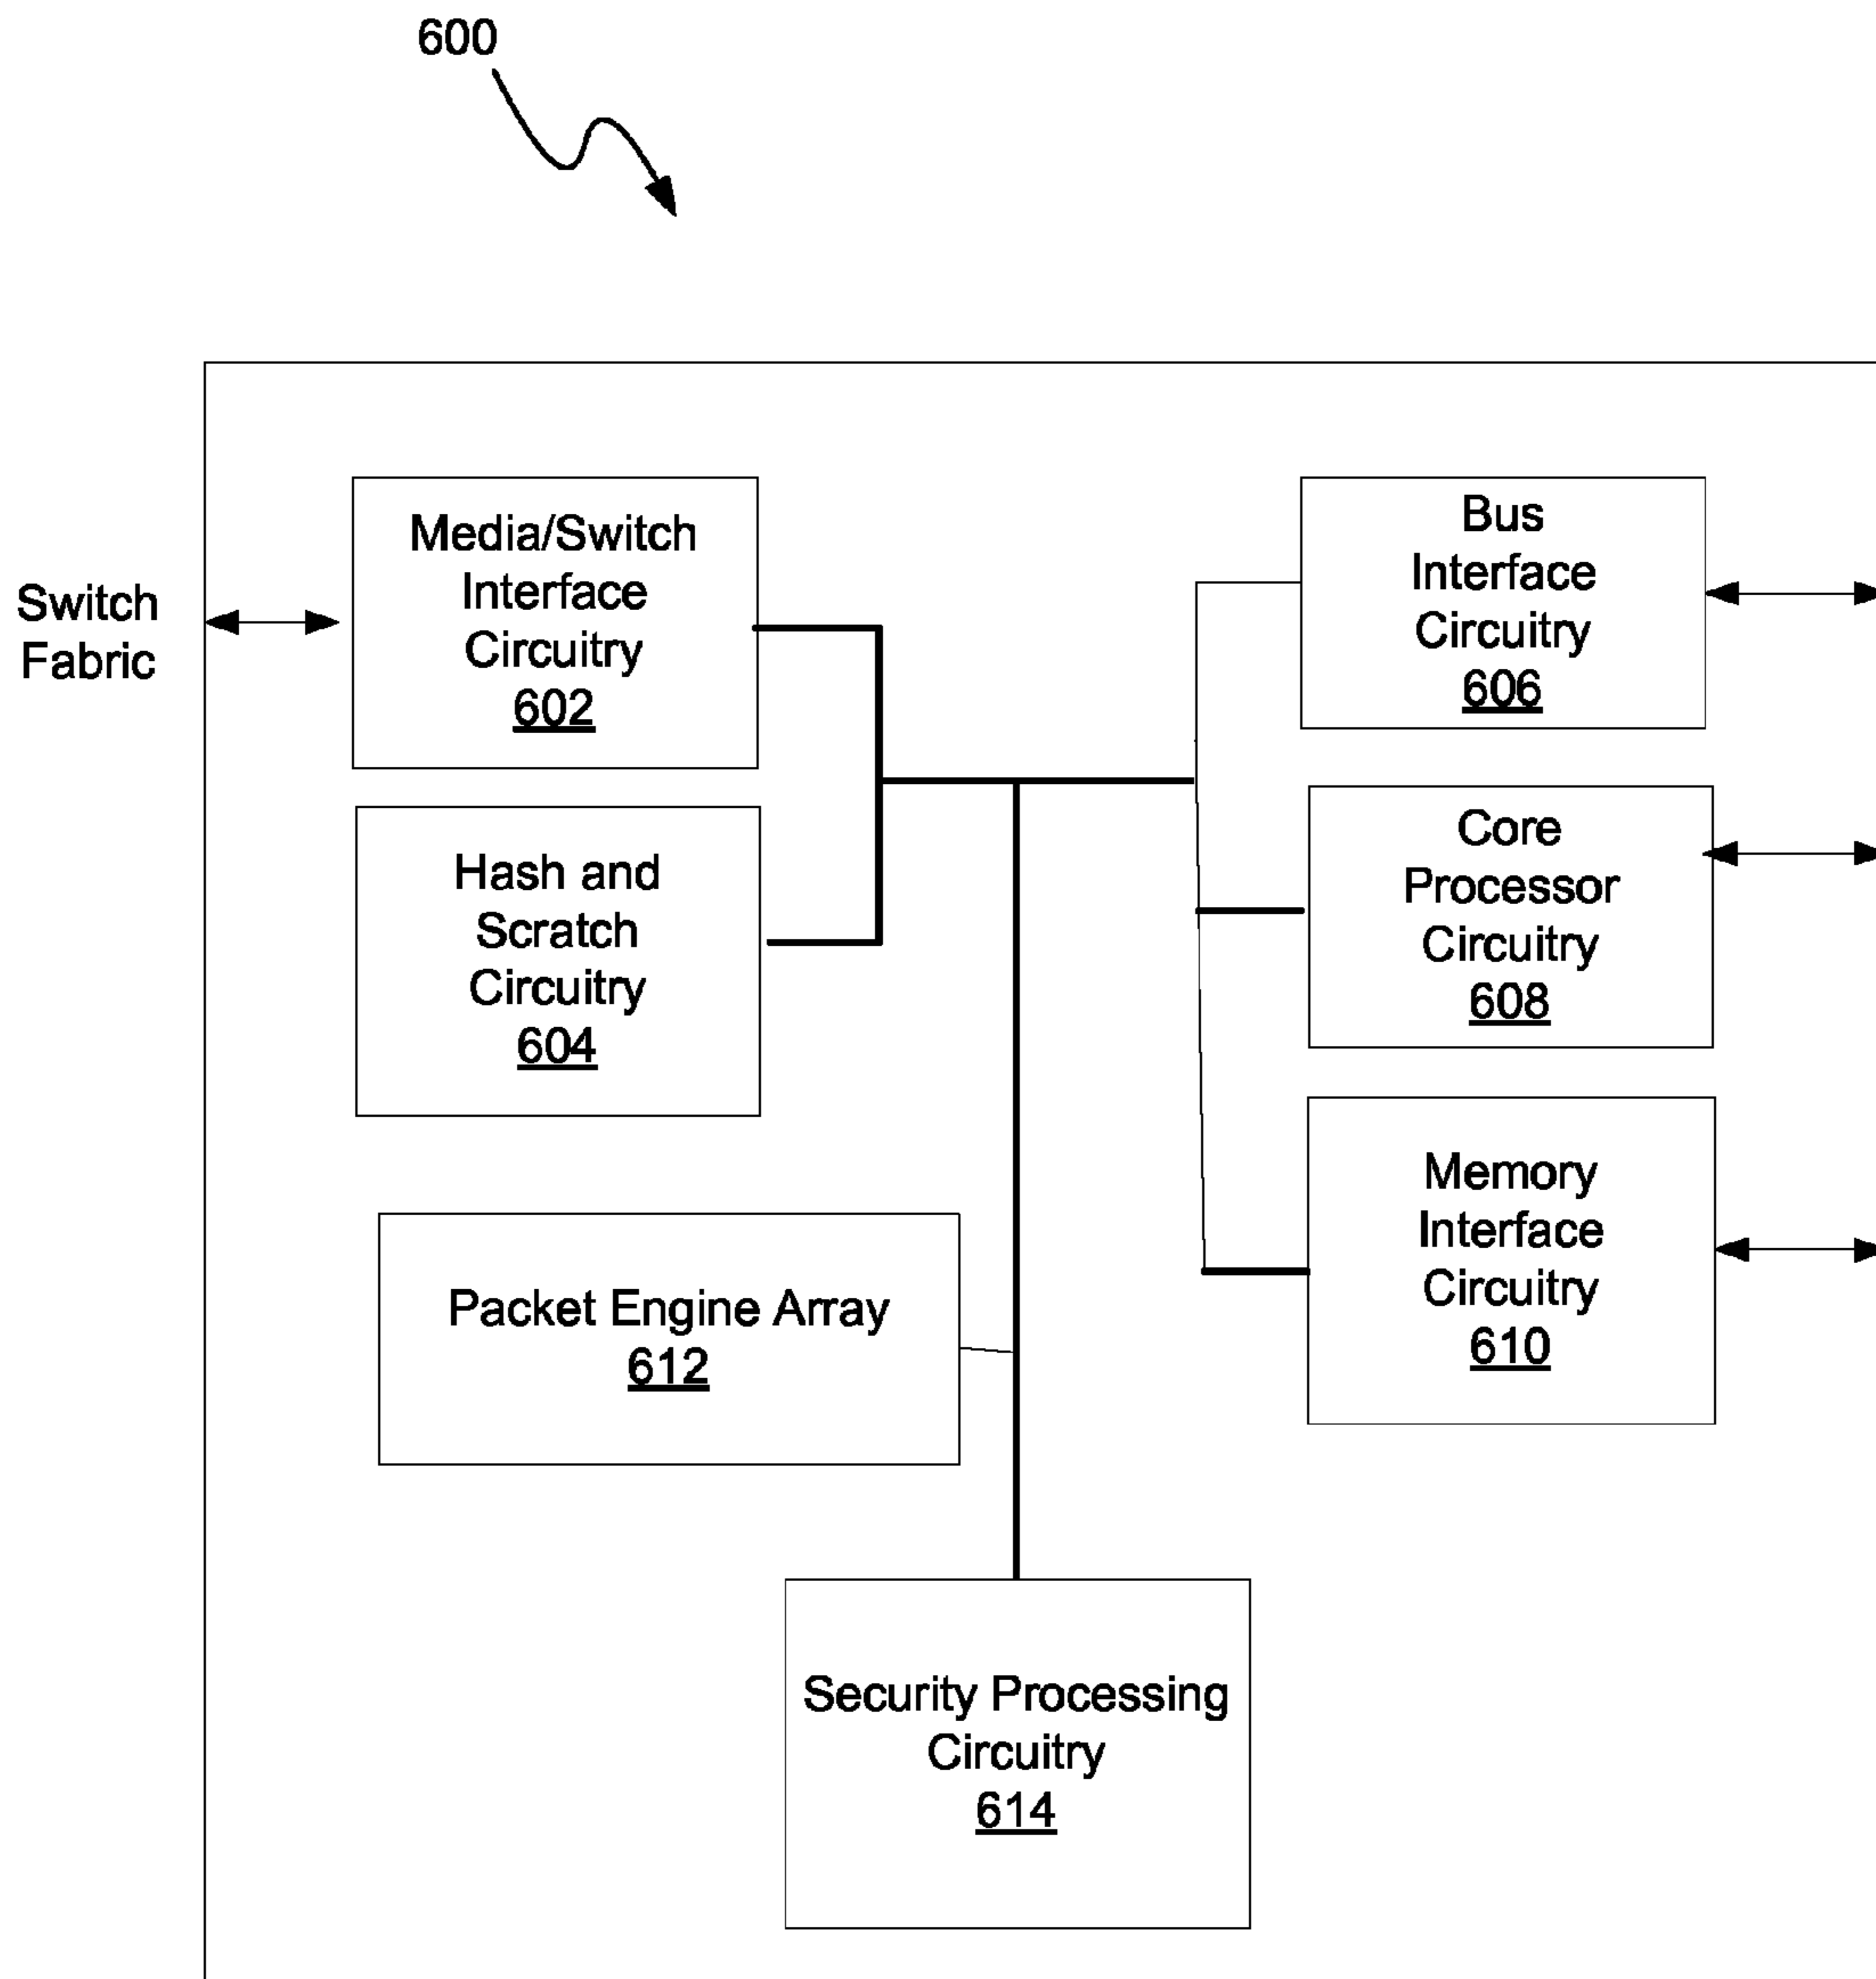 600
Switch
Fabric
Media/Switch
Interface
Circuitry
602
Hash and
Scratch
Circuitry
604
Bus
Interface
Circuitry
606
Core
Processor
Circuitry
608
Memory
Interface
Circuitry
610
Packet Engine Array
612
Security Processing
Circuitry
614